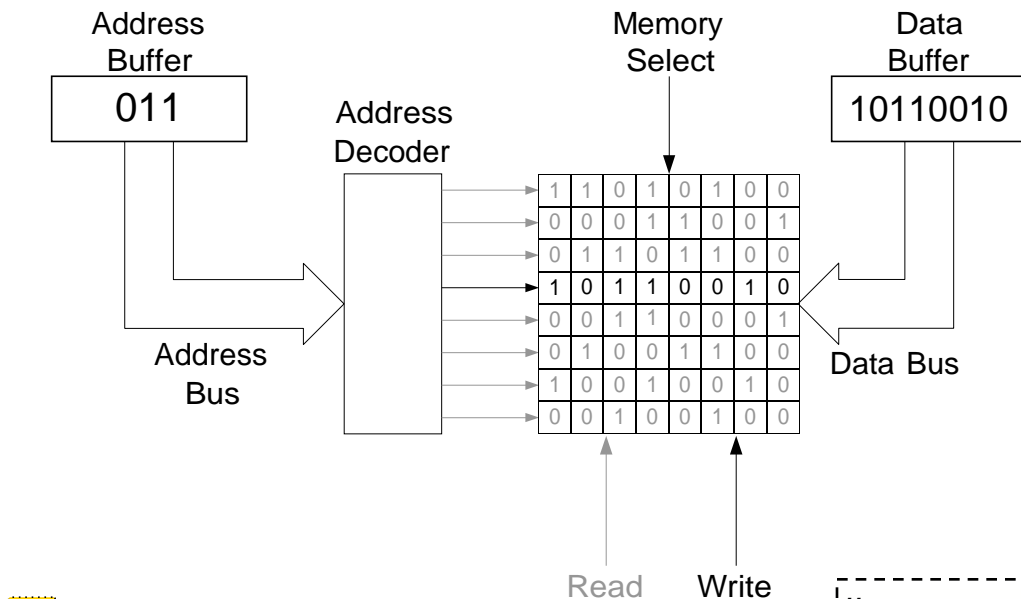 Address
Buffer
011
Memory
Select
Data
Buffer
10110010
Address
Decoder
1 1 0 1 0 1 0 0
0 0 0 1 1 0 0 1
0 1 1 0 1 1 0 0
1 0 1 1 0 0 1 0
0 0 1 1 0 0 0 1
0 1 0 0 1 1 0 0
1 0 0 1 0 0 1 0
0 0 1 0 0 1 0 0
Address
Bus
Data Bus
Read
Write